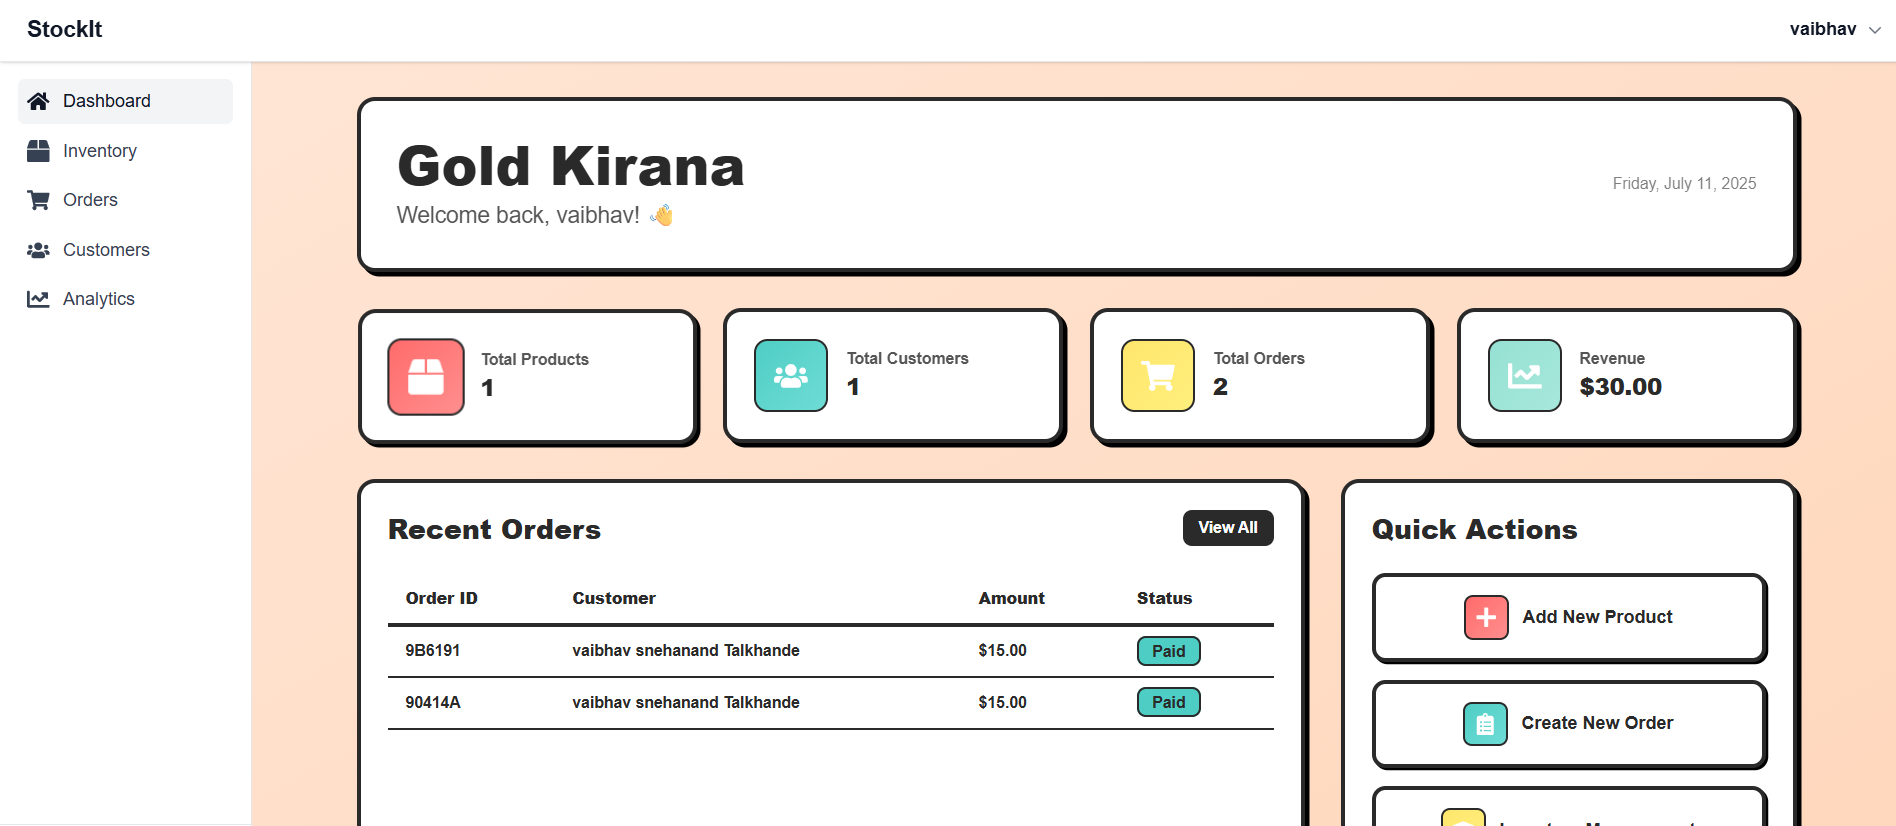 StockIt
vaibhav
Dashboard
Inventory
Orders
Customers
Analytics
Gold Kirana
Welcome back, vaibhav! 👋
Friday, July 11, 2025
Total Products
1
Total Customers
1
Total Orders
2
Revenue
$30.00
Recent Orders
View All
Order ID Customer Amount Status
9B6191 vaibhav snehanand Talkhande $15.00 Paid
90414A vaibhav snehanand Talkhande $15.00 Paid
Quick Actions
Add New Product
Create New Order